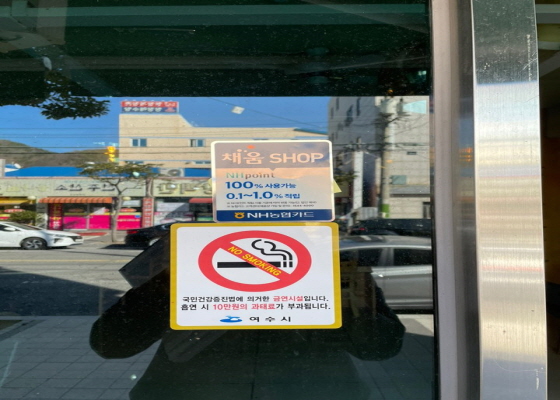 채움 SHOP
NHpoint
100% 사용가능
0.1~1.0% 적립
NH농협카드
NO SMOKING
국민건강증진법에 의거한 금연시설입니다.
흡연 시 10만원의 과태료가 부과됩니다.
여수시